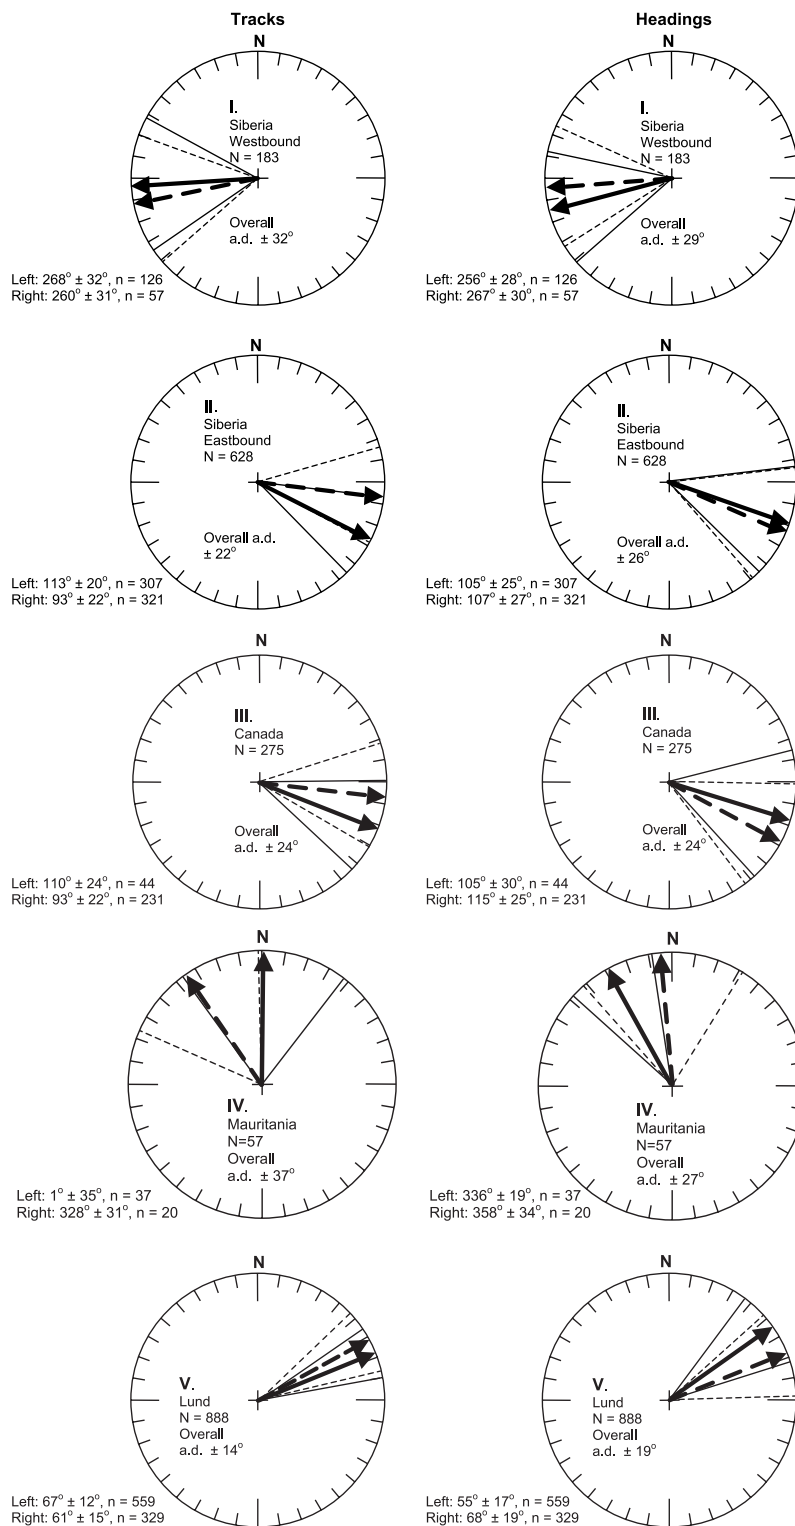 Tracks
Headings
N
I.
Siberia
Westbound
N = 183
Overall
a.d. ± 32°
Left: 268° ± 32°, n = 126
Right: 260° ± 31°, n = 57
N
I.
Siberia
Westbound
N = 183
Overall
a.d. ± 29°
Left: 256° ± 28°, n = 126
Right: 267° ± 30°, n = 57
N
II.
Siberia
Eastbound
N = 628
Overall a.d.
± 22°
Left: 113° ± 20°, n = 307
Right: 93° ± 22°, n = 321
N
II.
Siberia
Eastbound
N = 628
Overall a.d.
± 26°
Left: 105° ± 25°, n = 307
Right: 107° ± 27°, n = 321
N
III.
Canada
N = 275
Overall
a.d. ± 24°
Left: 110° ± 24°, n = 44
Right: 93° ± 22°, n = 231
N
III.
Canada
N = 275
Overall
a.d. ± 24°
Left: 105° ± 30°, n = 44
Right: 115° ± 25°, n = 231
N
IV.
Mauritania
N=57
Overall
a.d. ± 37°
Left: 1° ± 35°, n = 37
Right: 328° ± 31°, n = 20
N
IV.
Mauritania
N=57
Overall
a.d. ± 27°
Left: 336° ± 19°, n = 37
Right: 358° ± 34°, n = 20
N
V.
Lund
N = 888
Overall
a.d. ± 14°
Left: 67° ± 12°, n = 559
Right: 61° ± 15°, n = 329
N
V.
Lund
N = 888
Overall
a.d. ± 19°
Left: 55° ± 17°, n = 559
Right: 68° ± 19°, n = 329